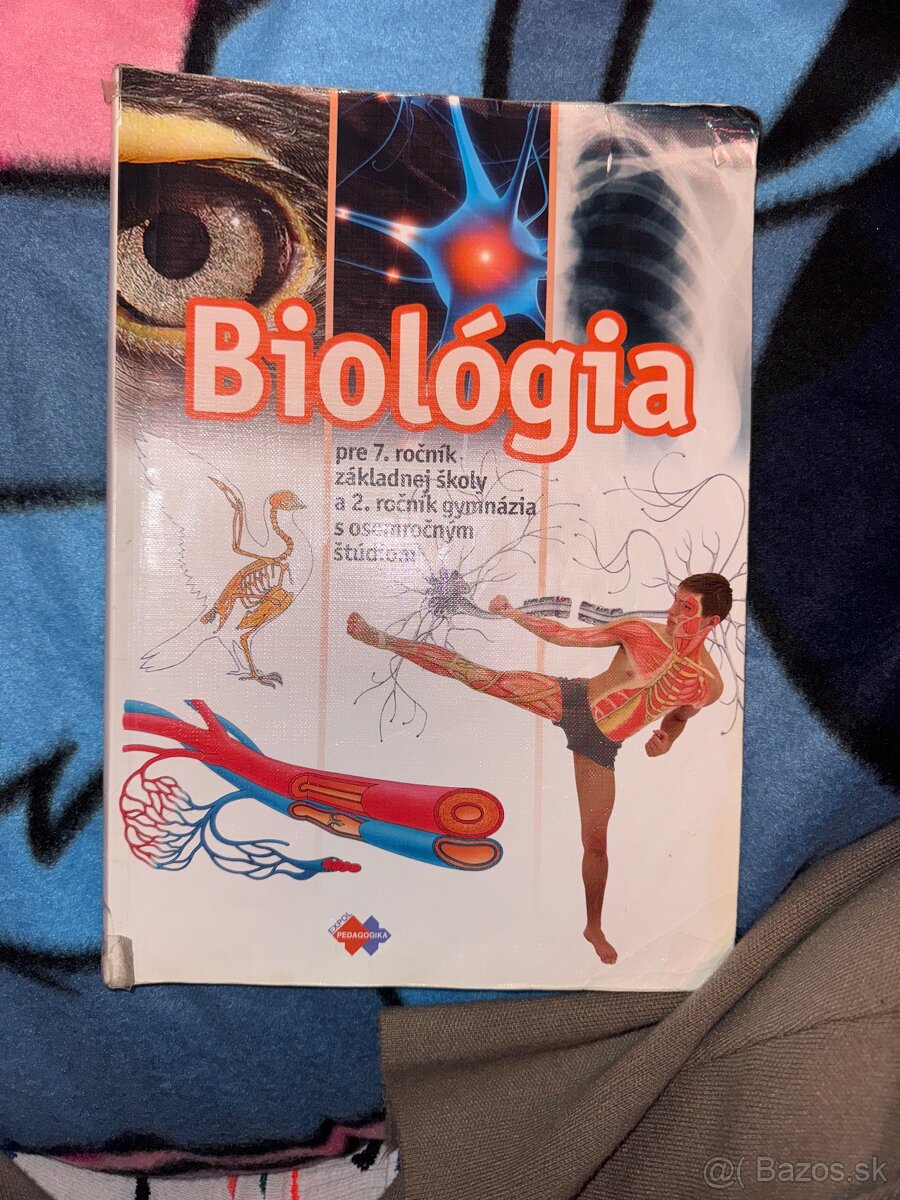 Biológia
pre 7. ročník
základnej školy
a 2. ročník gymnázia
s osemročným
štúdiom
EXPOL
PEDAGOGIKA
@( Bazos.sk